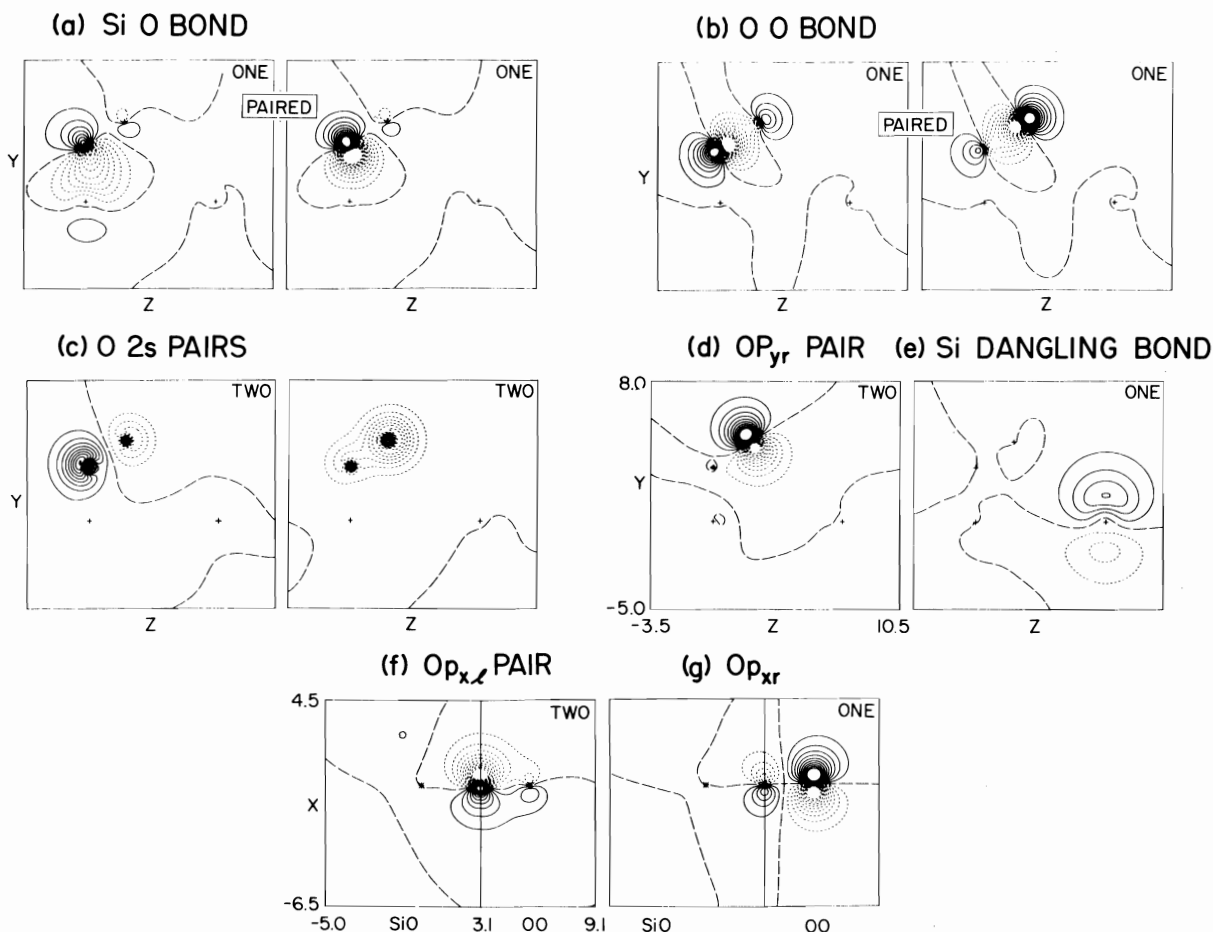 (a) Si O BOND
(b) O O BOND
ONE
PAIRED
ONE
ONE
PAIRED
ONE
Y
Y
Z
Z
Z
Z
(c) O 2s PAIRS
(d) OPyr PAIR
(e) Si DANGLING BOND
TWO
TWO
8.0
TWO
ONE
Y
Y
-5.0
Z
Z
-3.5
Z
10.5
Z
(f) Opxℓ PAIR
(g) Opxr
4.5
TWO
ONE
X
-6.5
-5.0
SiO
3.1
OO
9.1
SiO
OO